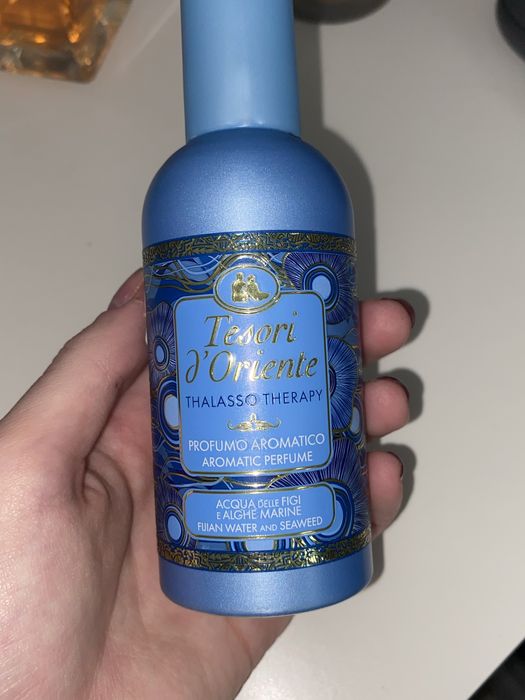 Tesori
d'Oriente
THALASSO THERAPY
PROFUMO AROMATICO
AROMATIC PERFUME
ACQUA DELLE FIGI
E ALGHE MARINE
FIJIAN WATER AND SEAWEED